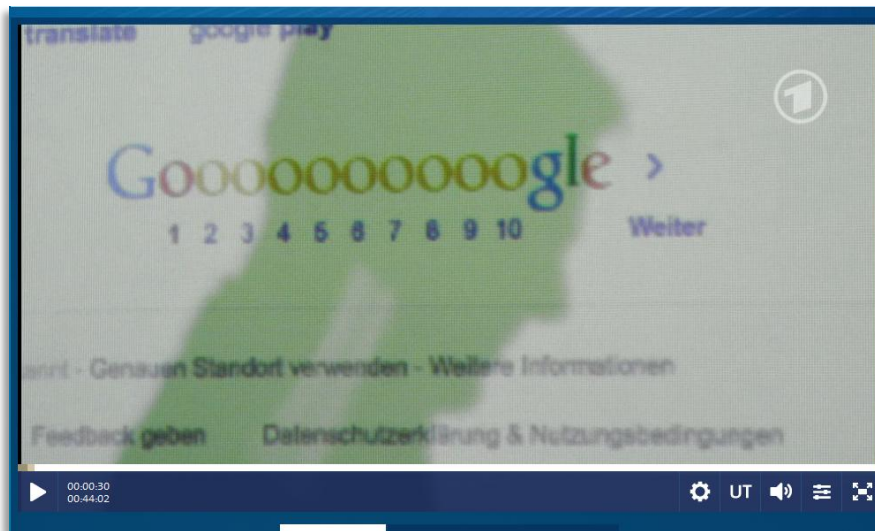 translate google play
Goooooooooogle >
1 2 3 4 5 6 7 8 9 10 Weiter
- Genauen Standort verwenden - Weitere Informationen
Feedback geben Datenschutzerklärung & Nutzungsbedingungen
00:00:30
00:44:02
UT